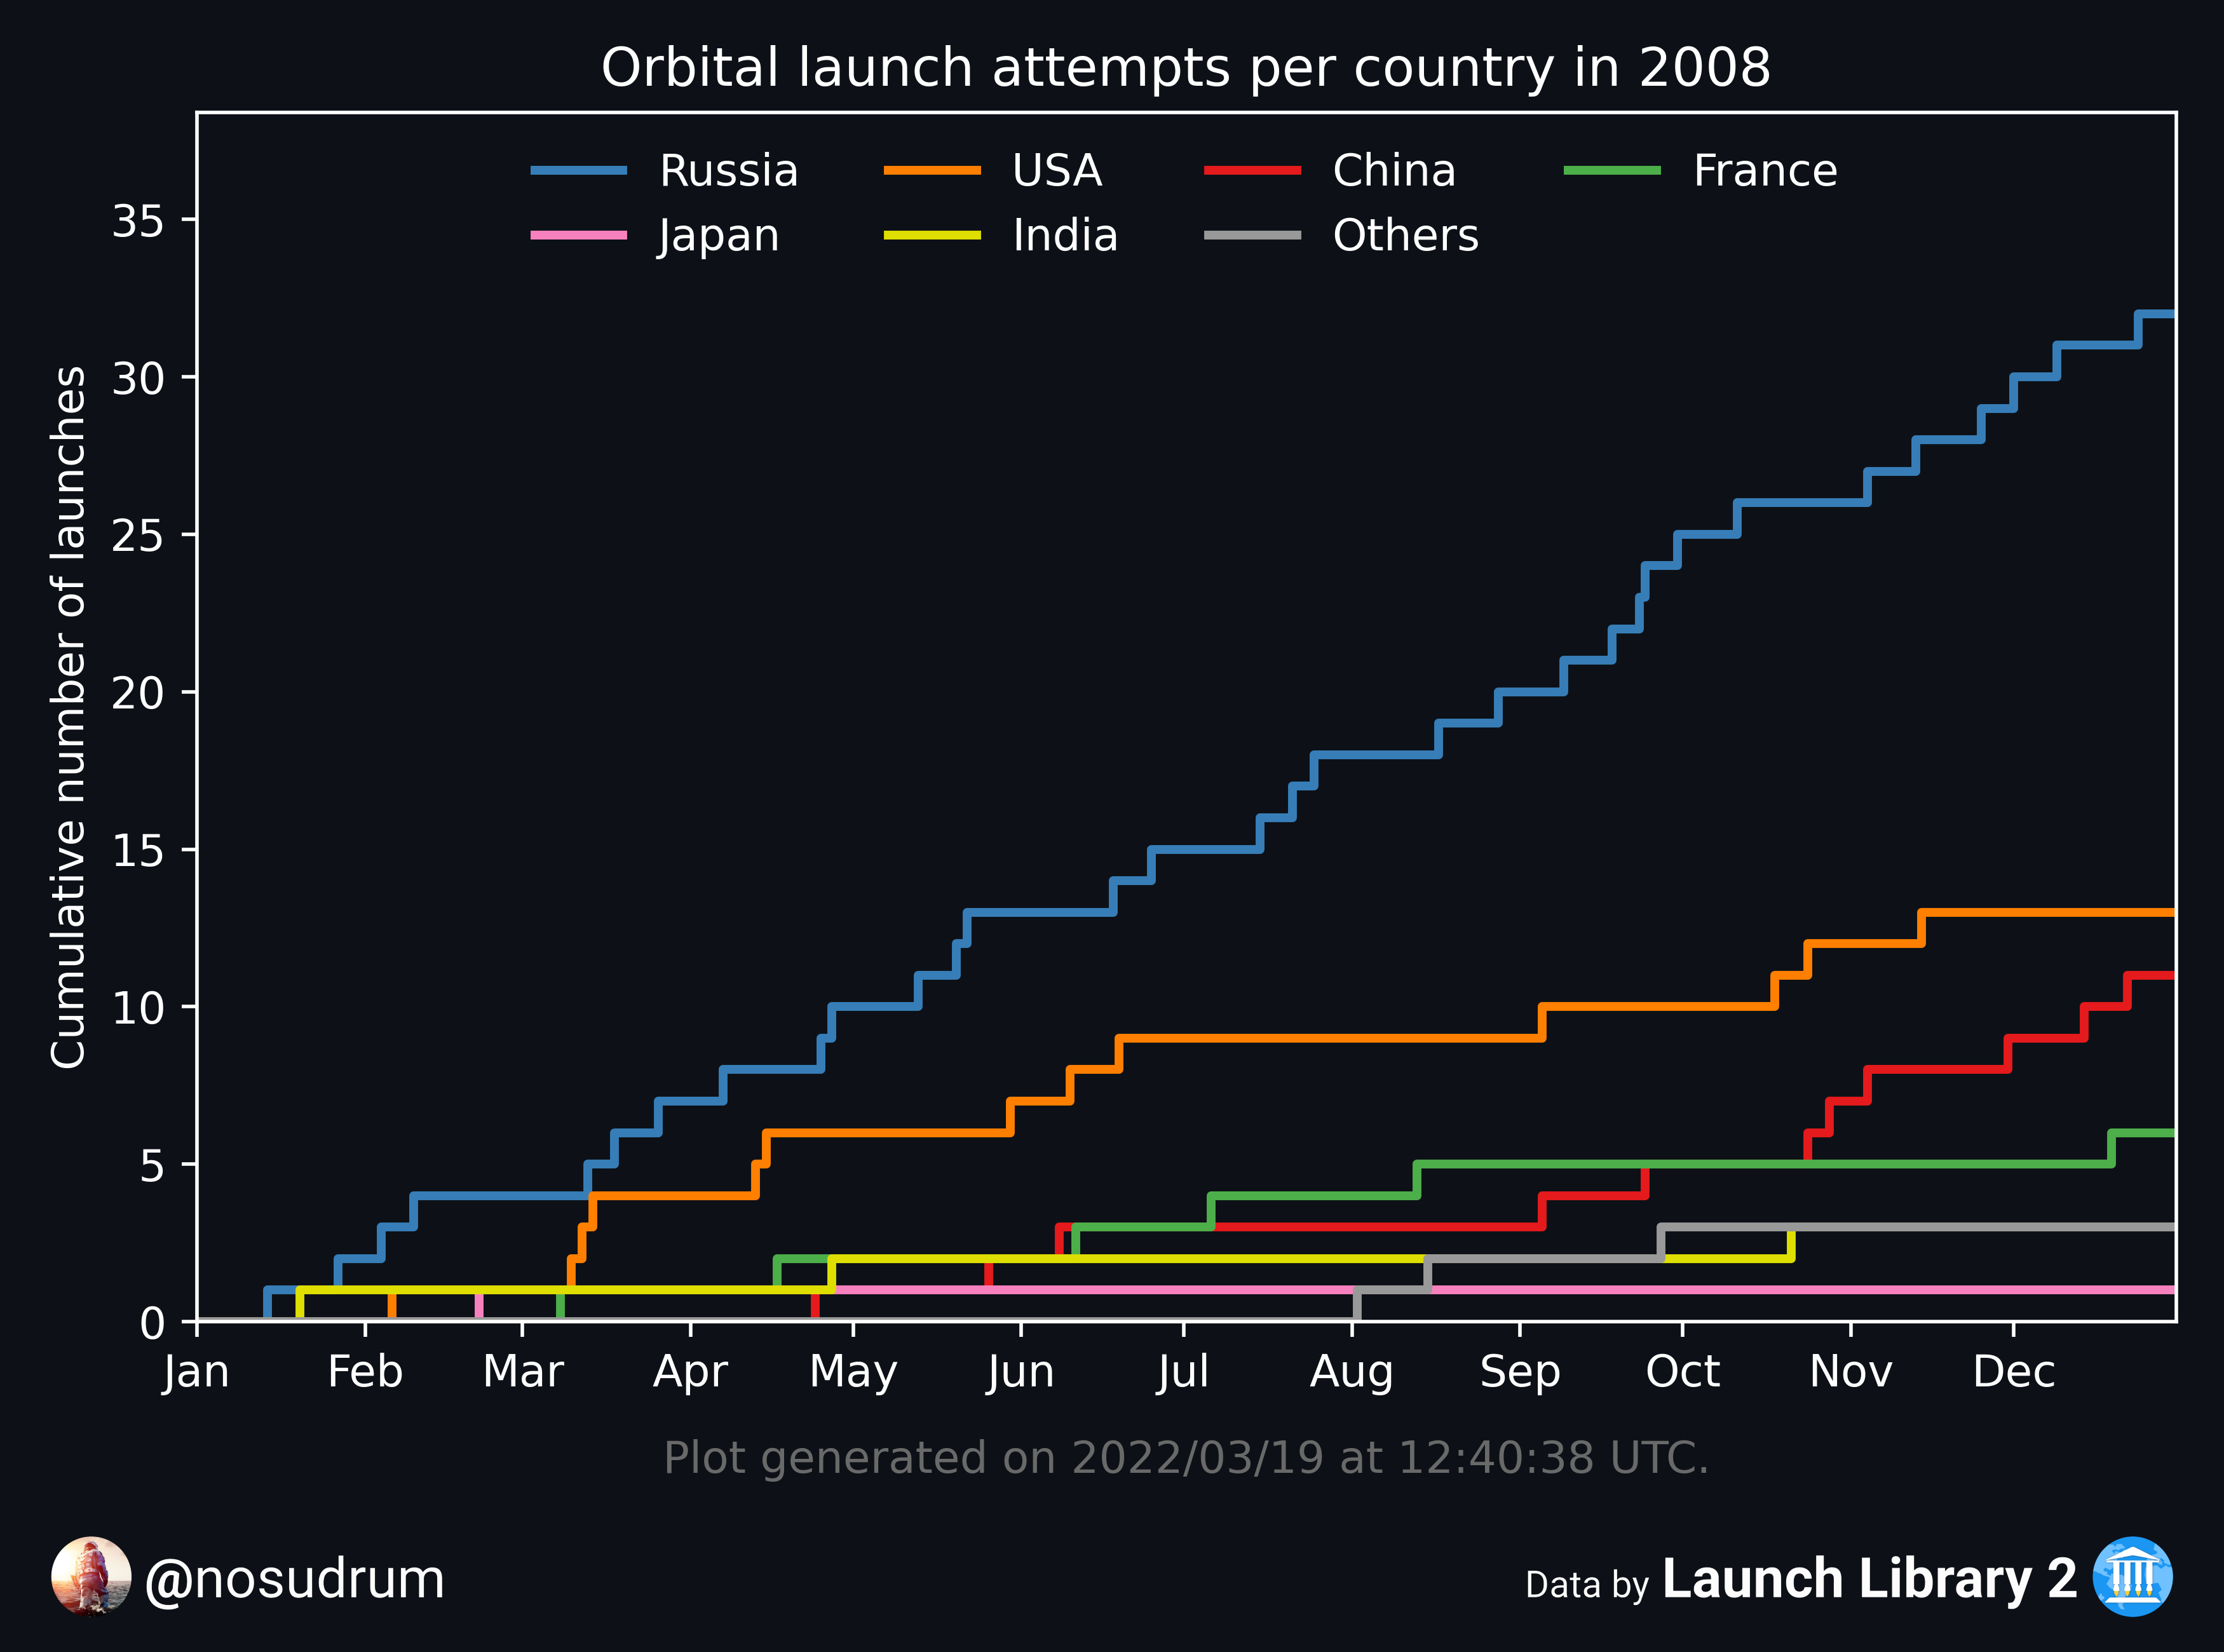 Orbital launch attempts per country in 2008
Russia USA China France
Japan India Others
Cumulative number of launches
35
30
25
20
15
10
5
0
Jan Feb Mar Apr May Jun Jul Aug Sep Oct Nov Dec
Plot generated on 2022/03/19 at 12:40:38 UTC.
@nosudrum
Data by Launch Library 2